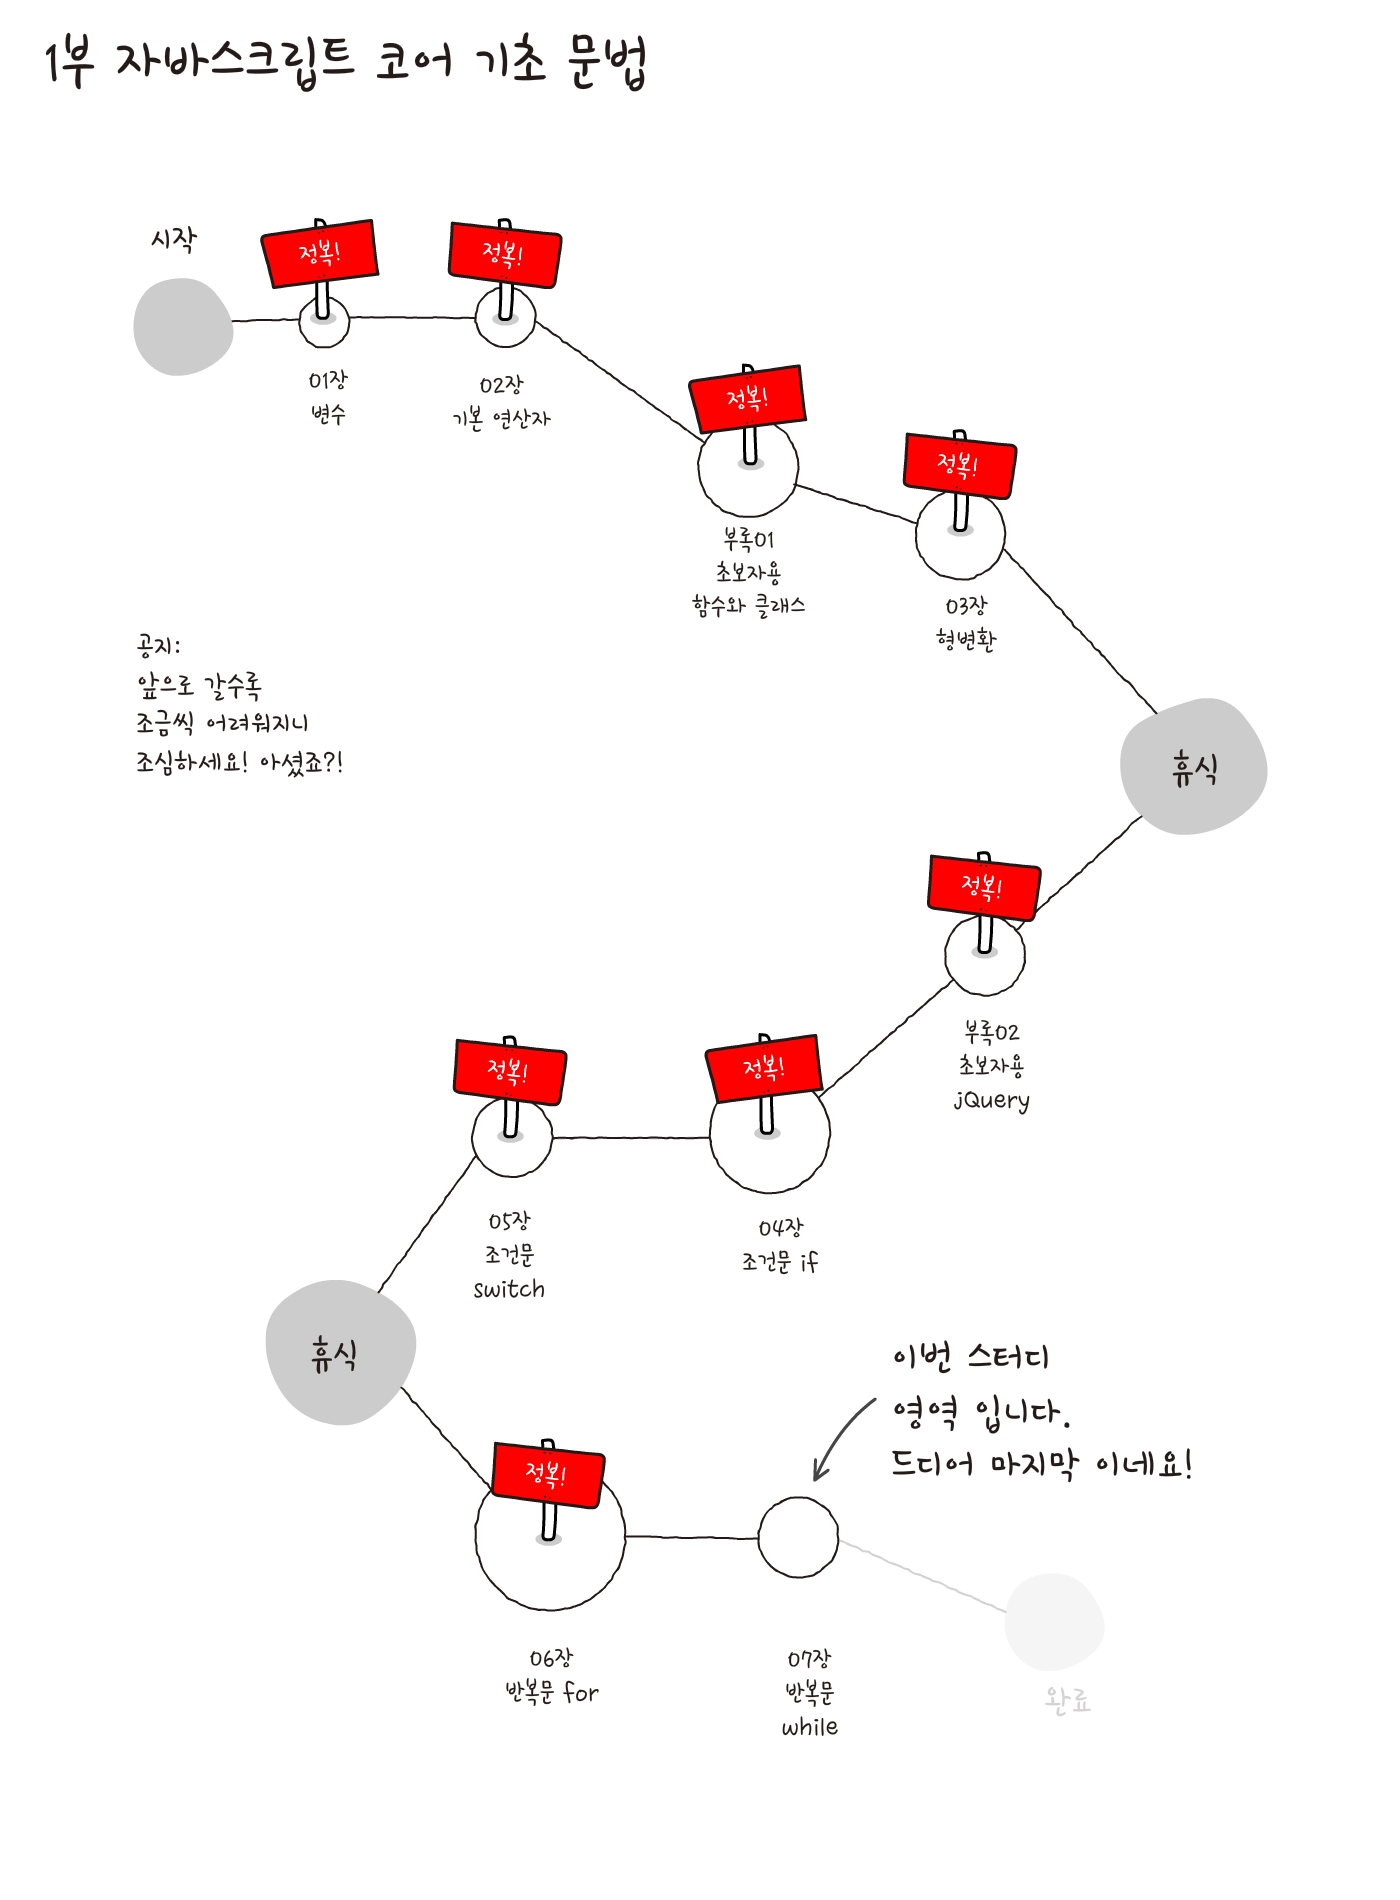 1부 자바스크립트 코어 기초 문법
시작
정복!
01장
변수
정복!
02장
기본 연산자
정복!
부록01
초보자용
함수와 클래스
정복!
03장
형변환
공지:
앞으로 갈수록
조금씩 어려워지니
조심하세요! 아셨죠?!
휴식
정복!
부록02
초보자용
jQuery
정복!
04장
조건문 if
정복!
05장
조건문
switch
휴식
정복!
06장
반복문 for
이번 스터디
영역 입니다.
드디어 마지막 이네요!
07장
반복문
while
완료